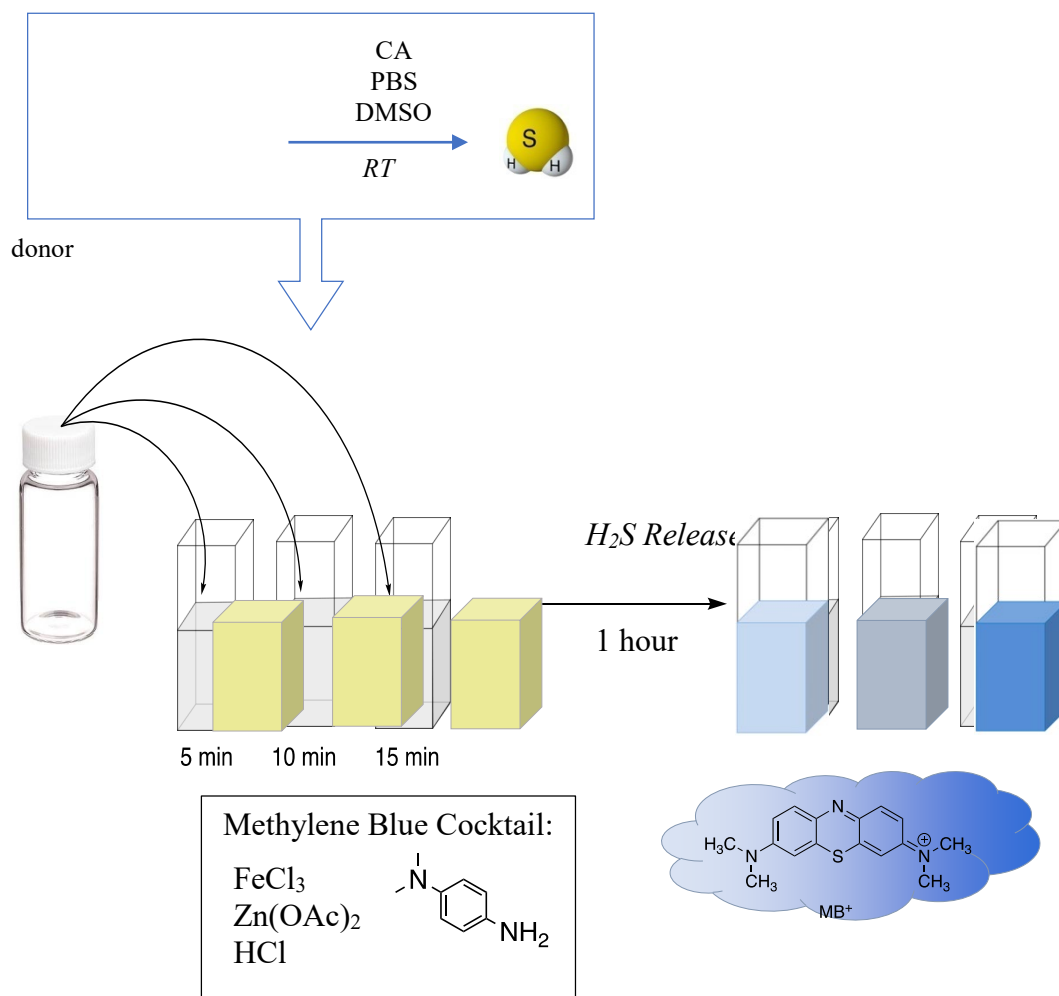 CA
PBS
DMSO
RT
S
H H
donor
H₂S Release
1 hour
5 min 10 min 15 min
Methylene Blue Cocktail:
FeCl₃
Zn(OAc)₂
HCl
N
NH₂
N
H₃C N S N⁺ CH₃
CH₃ CH₃
MB⁺